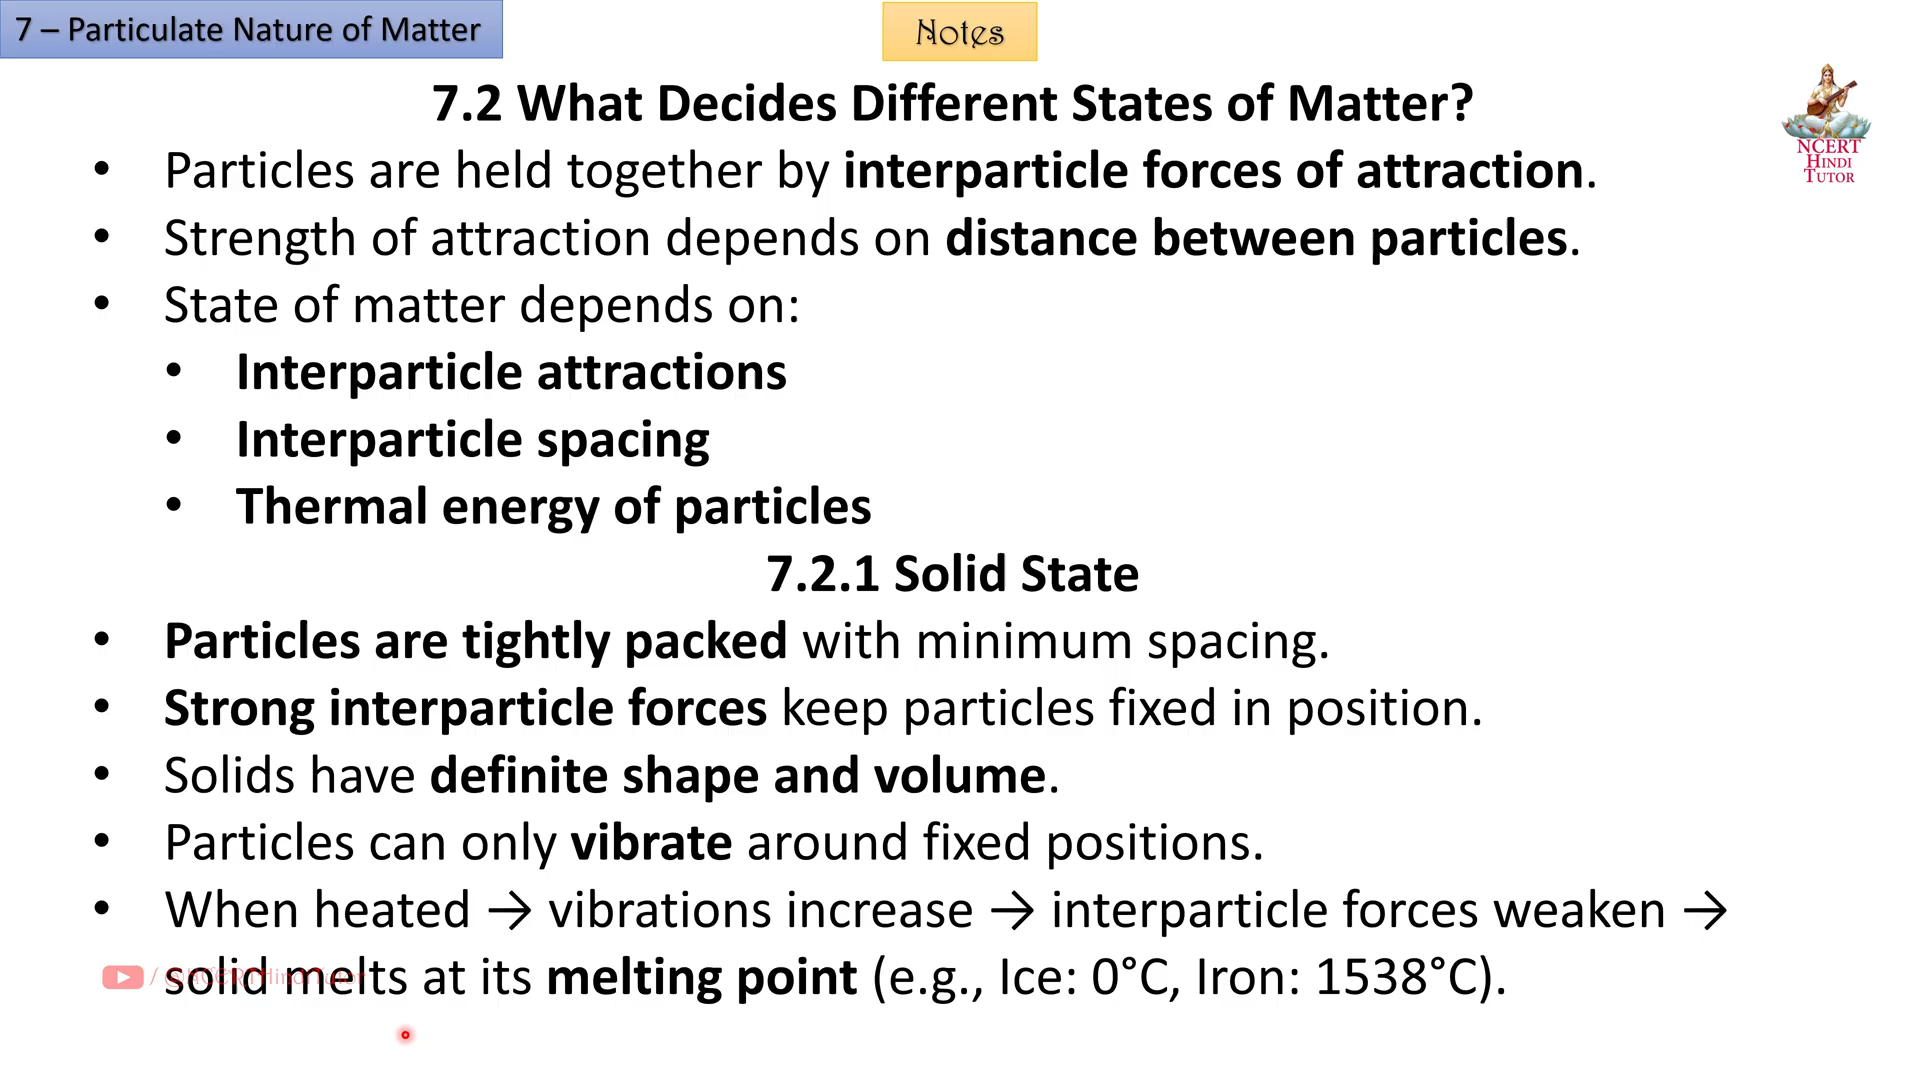 7 – Particulate Nature of Matter
Notes
7.2 What Decides Different States of Matter?
NCERT
HINDI
TUTOR
• Particles are held together by interparticle forces of attraction.
• Strength of attraction depends on distance between particles.
• State of matter depends on:
• Interparticle attractions
• Interparticle spacing
• Thermal energy of particles
7.2.1 Solid State
• Particles are tightly packed with minimum spacing.
• Strong interparticle forces keep particles fixed in position.
• Solids have definite shape and volume.
• Particles can only vibrate around fixed positions.
• When heated → vibrations increase → interparticle forces weaken →
solid melts at its melting point (e.g., Ice: 0°C, Iron: 1538°C).
/ @NCERTHindiTutor